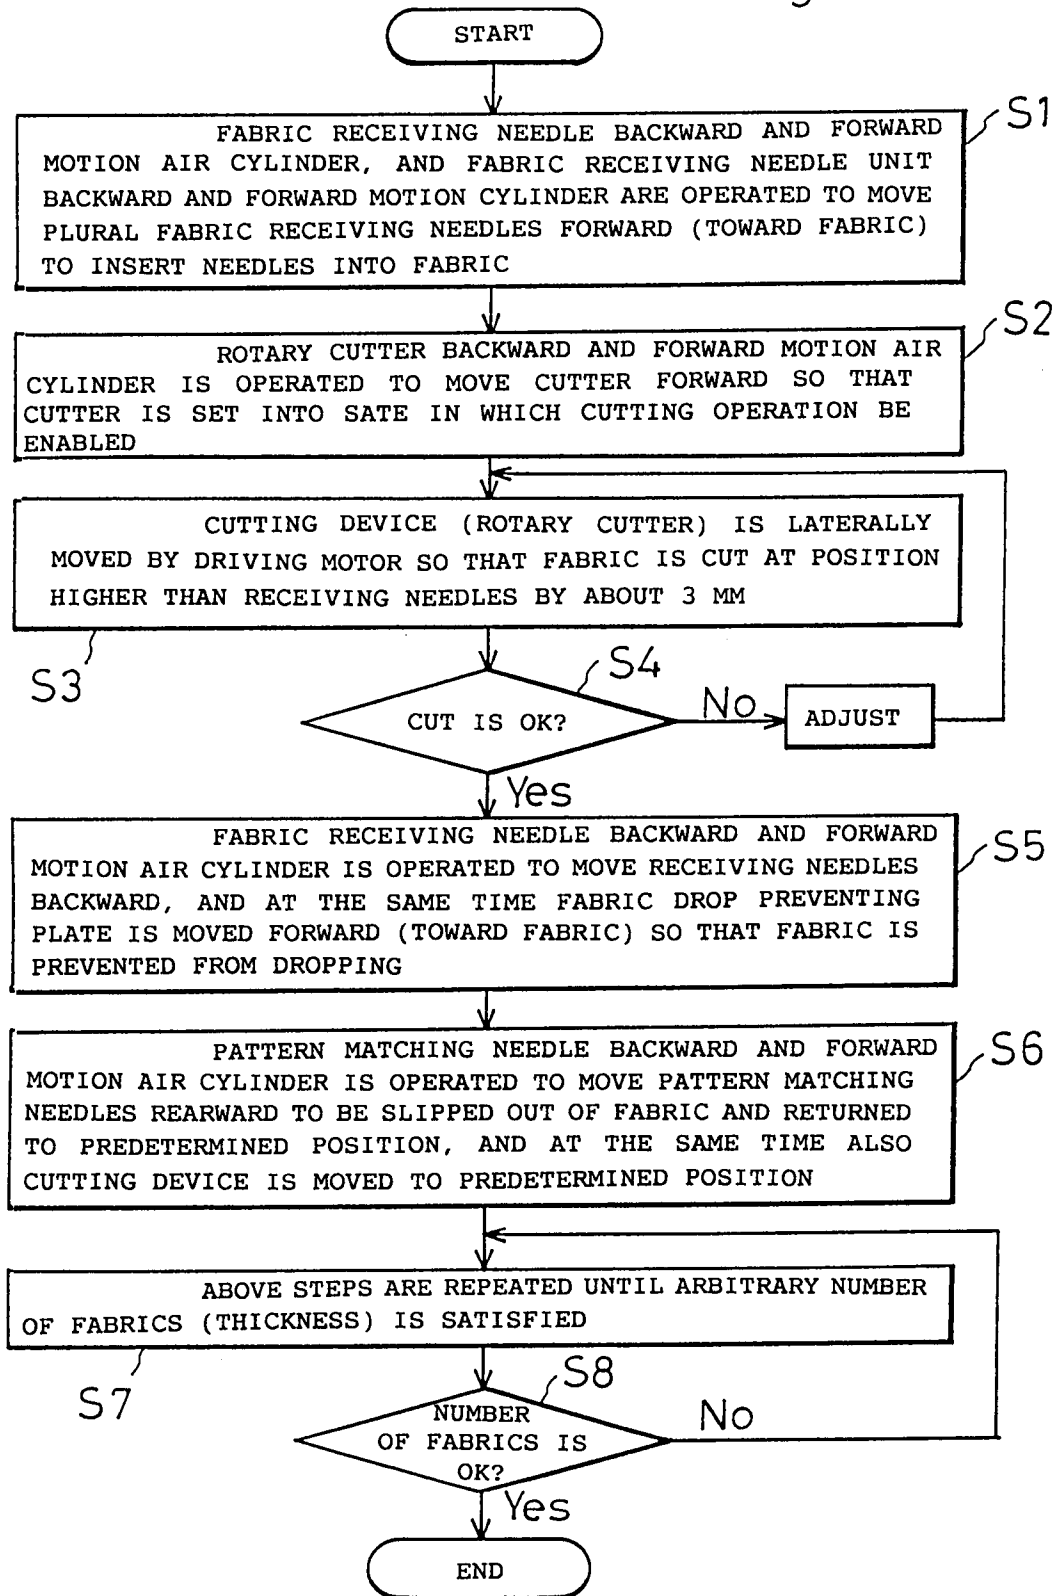 START
S1
FABRIC RECEIVING NEEDLE BACKWARD AND FORWARD
MOTION AIR CYLINDER, AND FABRIC RECEIVING NEEDLE UNIT
BACKWARD AND FORWARD MOTION CYLINDER ARE OPERATED TO MOVE
PLURAL FABRIC RECEIVING NEEDLES FORWARD (TOWARD FABRIC)
TO INSERT NEEDLES INTO FABRIC
S2
ROTARY CUTTER BACKWARD AND FORWARD MOTION AIR
CYLINDER IS OPERATED TO MOVE CUTTER FORWARD SO THAT
CUTTER IS SET INTO SATE IN WHICH CUTTING OPERATION BE
ENABLED
CUTTING DEVICE (ROTARY CUTTER) IS LATERALLY
MOVED BY DRIVING MOTOR SO THAT FABRIC IS CUT AT POSITION
HIGHER THAN RECEIVING NEEDLES BY ABOUT 3 MM
S3
S4
CUT IS OK?
No
ADJUST
Yes
FABRIC RECEIVING NEEDLE BACKWARD AND FORWARD
MOTION AIR CYLINDER IS OPERATED TO MOVE RECEIVING NEEDLES
BACKWARD, AND AT THE SAME TIME FABRIC DROP PREVENTING
PLATE IS MOVED FORWARD (TOWARD FABRIC) SO THAT FABRIC IS
PREVENTED FROM DROPPING
S5
PATTERN MATCHING NEEDLE BACKWARD AND FORWARD
MOTION AIR CYLINDER IS OPERATED TO MOVE PATTERN MATCHING
NEEDLES REARWARD TO BE SLIPPED OUT OF FABRIC AND RETURNED
TO PREDETERMINED POSITION, AND AT THE SAME TIME ALSO
CUTTING DEVICE IS MOVED TO PREDETERMINED POSITION
S6
ABOVE STEPS ARE REPEATED UNTIL ARBITRARY NUMBER
OF FABRICS (THICKNESS) IS SATISFIED
S7
S8
NUMBER
OF FABRICS IS
OK?
No
Yes
END